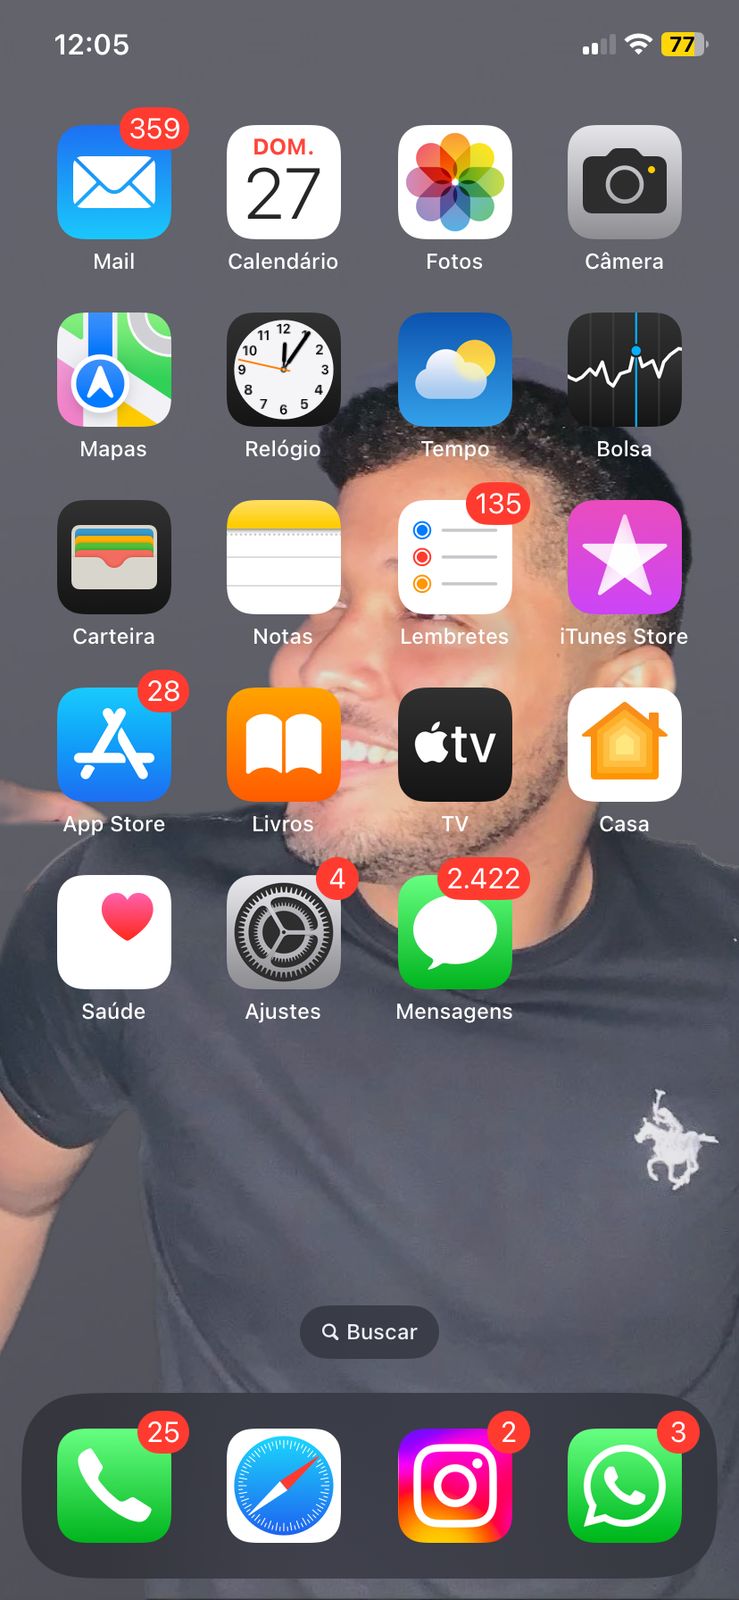 12:05
77
359
DOM.
27
Mail
Calendário
Fotos
Câmera
12
11
1
10
2
9
3
8
4
7
5
6
Mapas
Relógio
Tempo
Bolsa
135
Carteira
Notas
Lembretes
iTunes Store
28
tv
App Store
Livros
TV
Casa
4
2.422
Saúde
Ajustes
Mensagens
Buscar
25
2
3